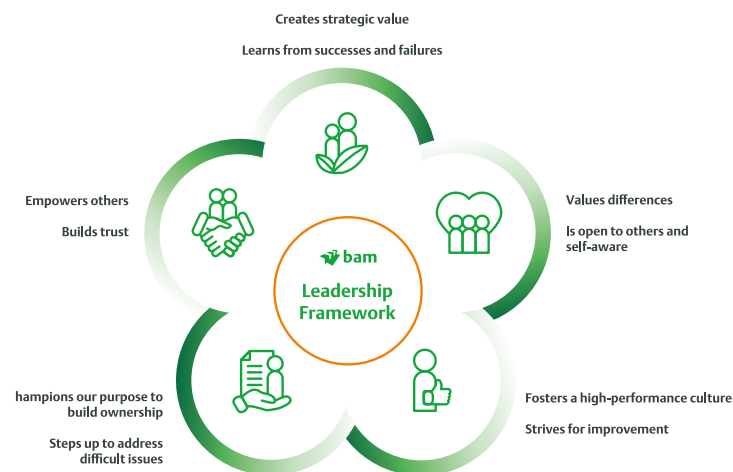 Creates strategic value
Learns from successes and failures
Empowers others
Builds trust
Values differences
Is open to others and
self-aware
bam
Leadership
Framework
hampions our purpose to
build ownership
Steps up to address
difficult issues
Fosters a high-performance culture
Strives for improvement